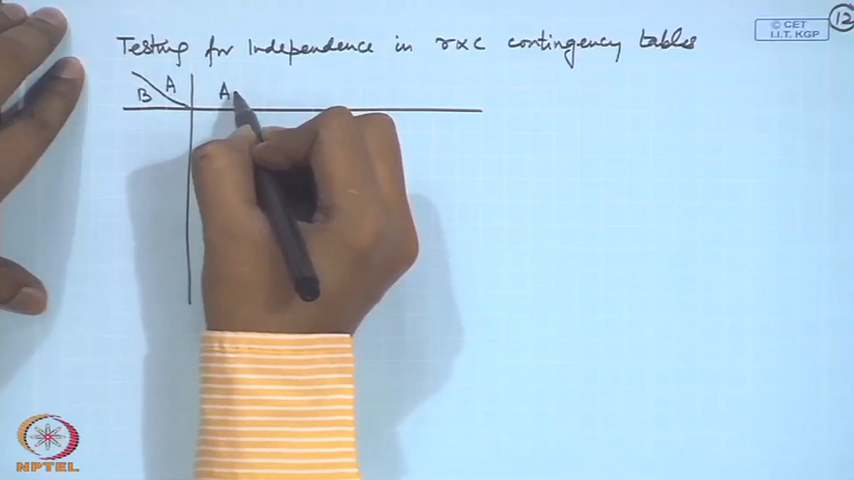 Testing for Independence in r×c contingency tables
© CET
I.I.T. KGP
12
A
B
A
NPTEL